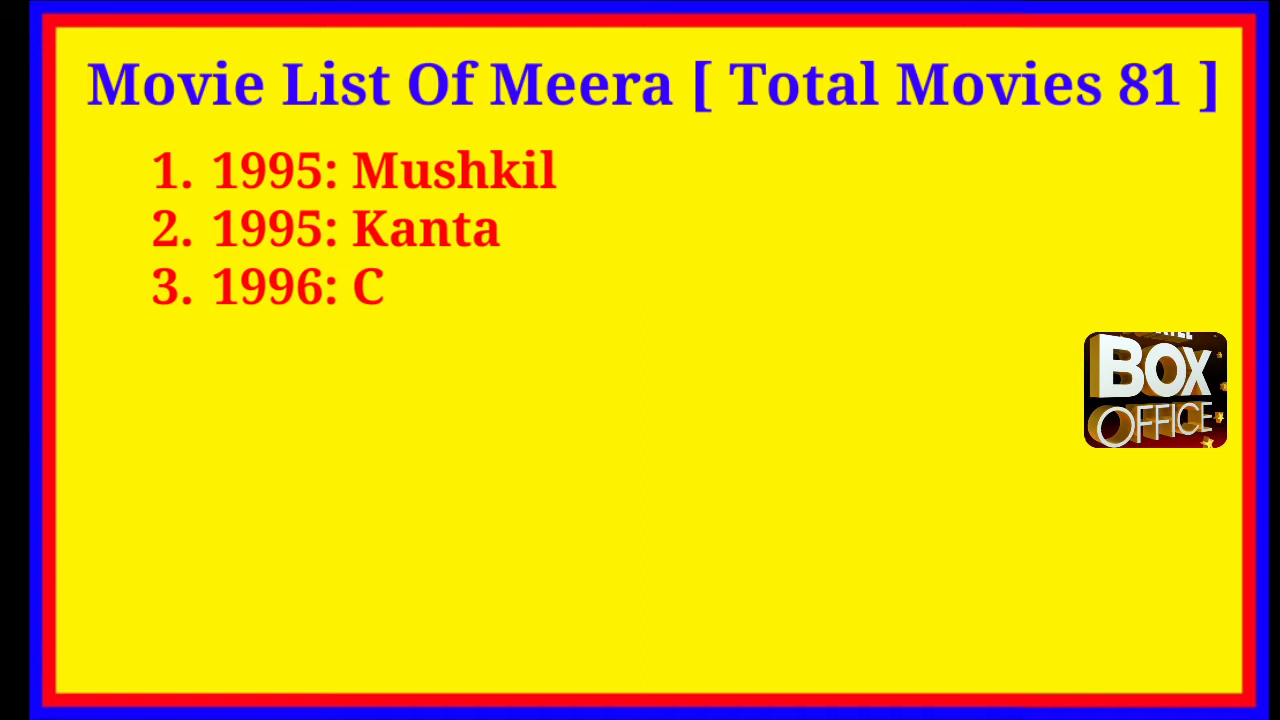 Movie List Of Meera [ Total Movies 81 ]
1. 1995: Mushkil
2. 1995: Kanta
3. 1996: C
BOX
OFFICE